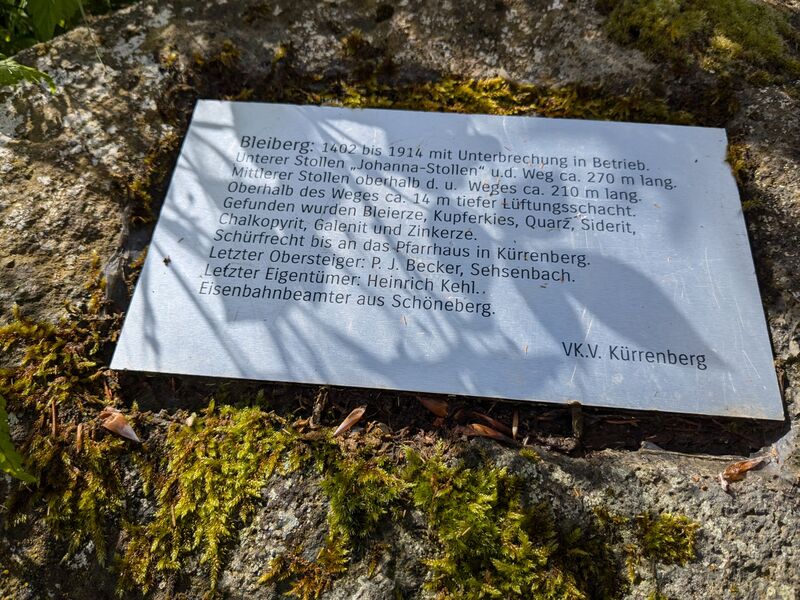 Bleiberg: 1402 bis 1914 mit Unterbrechung in Betrieb.
Unterer Stollen „Johanna-Stollen“ u.d. Weg ca. 270 m lang.
Mittlerer Stollen oberhalb d. u. Weges ca. 210 m lang.
Oberhalb des Weges ca. 14 m tiefer Lüftungsschacht.
Gefunden wurden Bleierze, Kupferkies, Quarz, Siderit,
Chalkopyrit, Galenit und Zinkerze.
Schürfrecht bis an das Pfarrhaus in Kürrenberg.
Letzter Obersteiger: P. J. Becker, Sehsenbach.
Letzter Eigentümer: Heinrich Kehl..
Eisenbahnbeamter aus Schöneberg.
VK.V. Kürrenberg